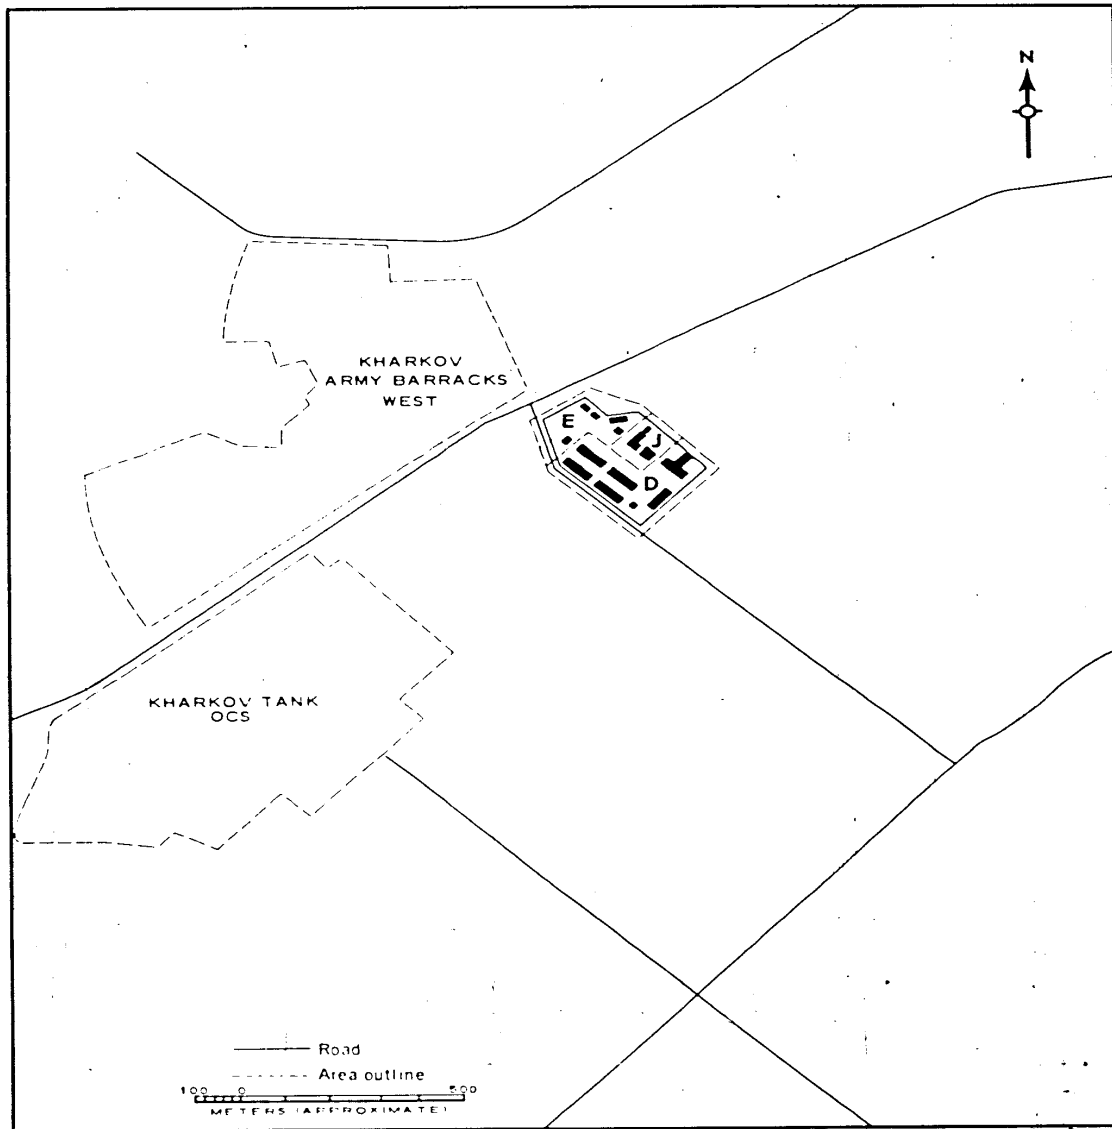 N
KHARKOV
ARMY BARRACKS
WEST
E
J
D
KHARKOV TANK
OCS
Road
Area outline
100 0 500
METERS (APPROXIMATE)